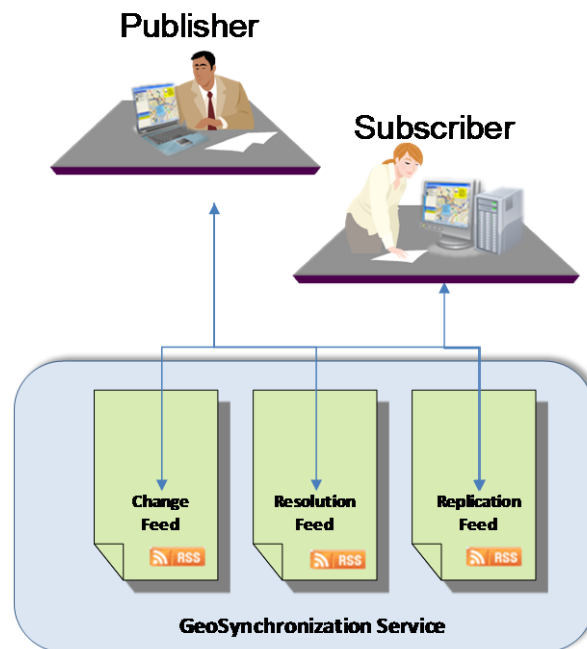 Publisher
Subscriber
Change
Feed
RSS
Resolution
Feed
RSS
Replication
Feed
RSS
GeoSynchronization Service